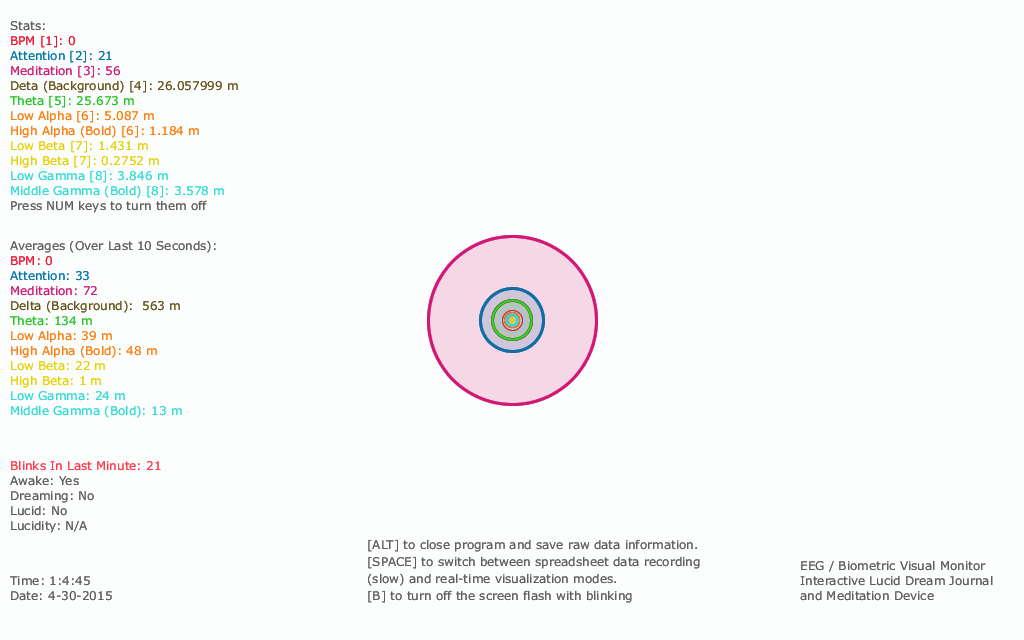 Stats:
BPM [1]: 0
Attention [2]: 21
Meditation [3]: 56
Deta (Background) [4]: 26.057999 m
Theta [5]: 25.673 m
Low Alpha [6]: 5.087 m
High Alpha (Bold) [6]: 1.184 m
Low Beta [7]: 1.431 m
High Beta [7]: 0.2752 m
Low Gamma [8]: 3.846 m
Middle Gamma (Bold) [8]: 3.578 m
Press NUM keys to turn them off
Averages (Over Last 10 Seconds):
BPM: 0
Attention: 33
Meditation: 72
Delta (Background):  563 m
Theta: 134 m
Low Alpha: 39 m
High Alpha (Bold): 48 m
Low Beta: 22 m
High Beta: 1 m
Low Gamma: 24 m
Middle Gamma (Bold): 13 m
Blinks In Last Minute: 21
Awake: Yes
Dreaming: No
Lucid: No
Lucidity: N/A
Time: 1:4:45
Date: 4-30-2015
[ALT] to close program and save raw data information.
[SPACE] to switch between spreadsheet data recording
(slow) and real-time visualization modes.
[B] to turn off the screen flash with blinking
EEG / Biometric Visual Monitor
Interactive Lucid Dream Journal
and Meditation Device